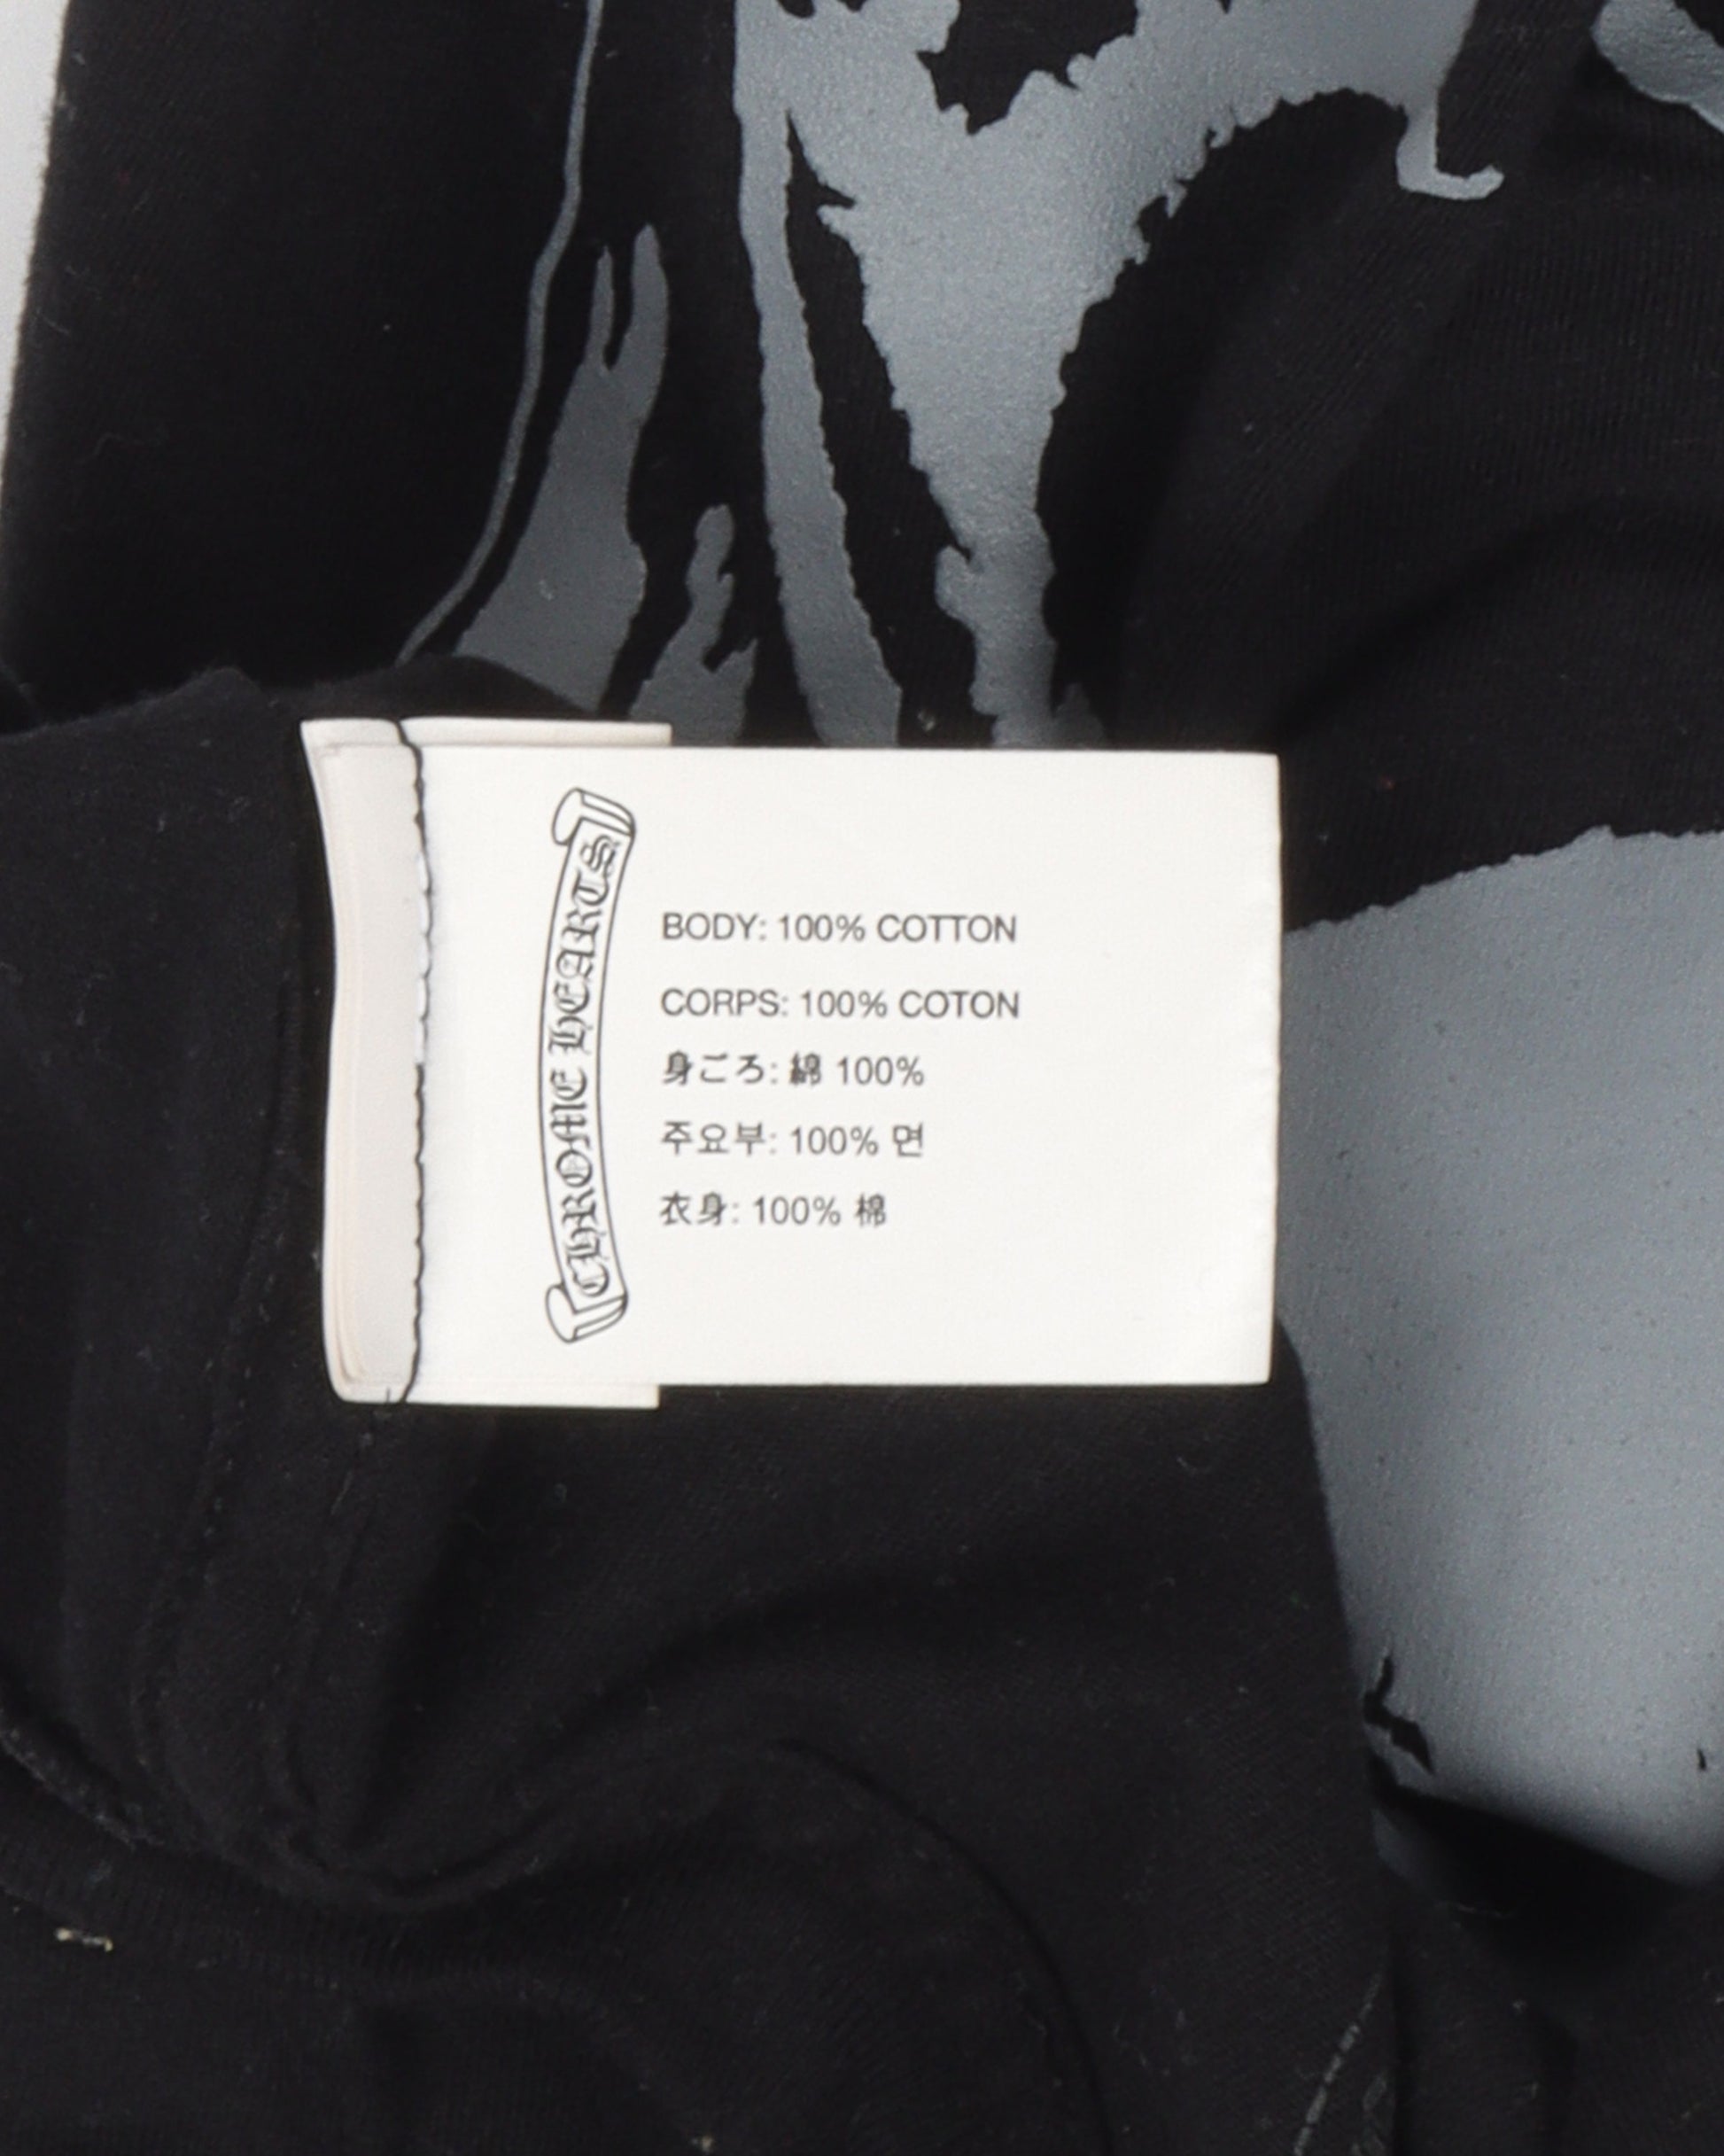 CHROME HEARTS
BODY: 100% COTTON
CORPS: 100% COTON
身ごろ: 綿 100%
주요부: 100% 면
衣身: 100% 棉